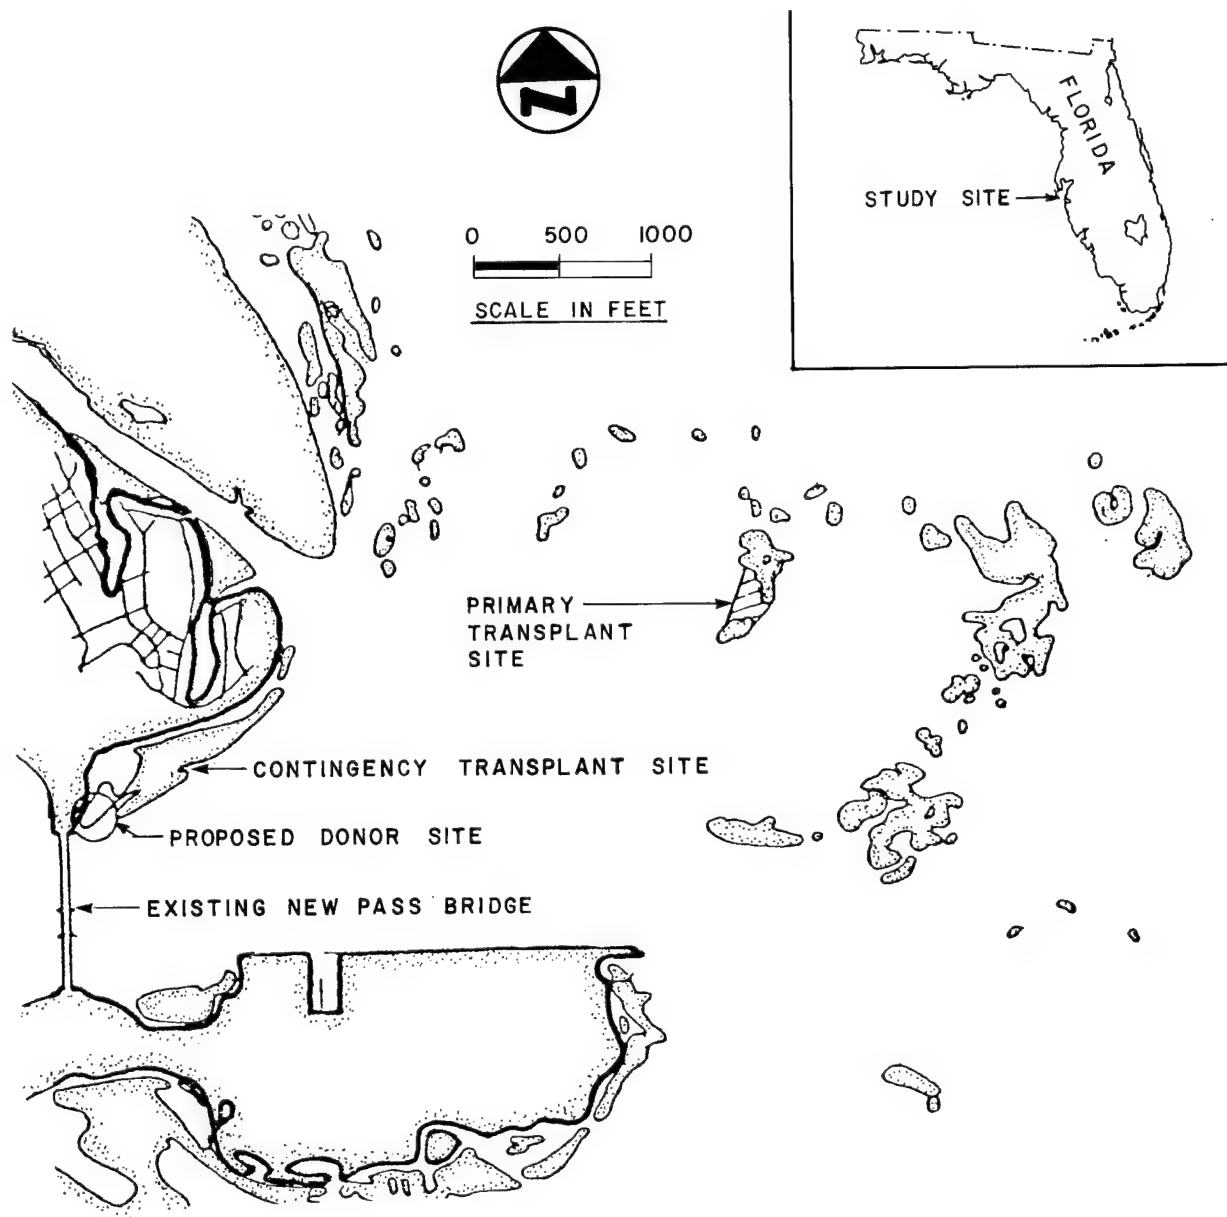 N
FLORIDA
STUDY SITE
0 500 1000
SCALE IN FEET
PRIMARY
TRANSPLANT
SITE
CONTINGENCY TRANSPLANT SITE
PROPOSED DONOR SITE
EXISTING NEW PASS BRIDGE